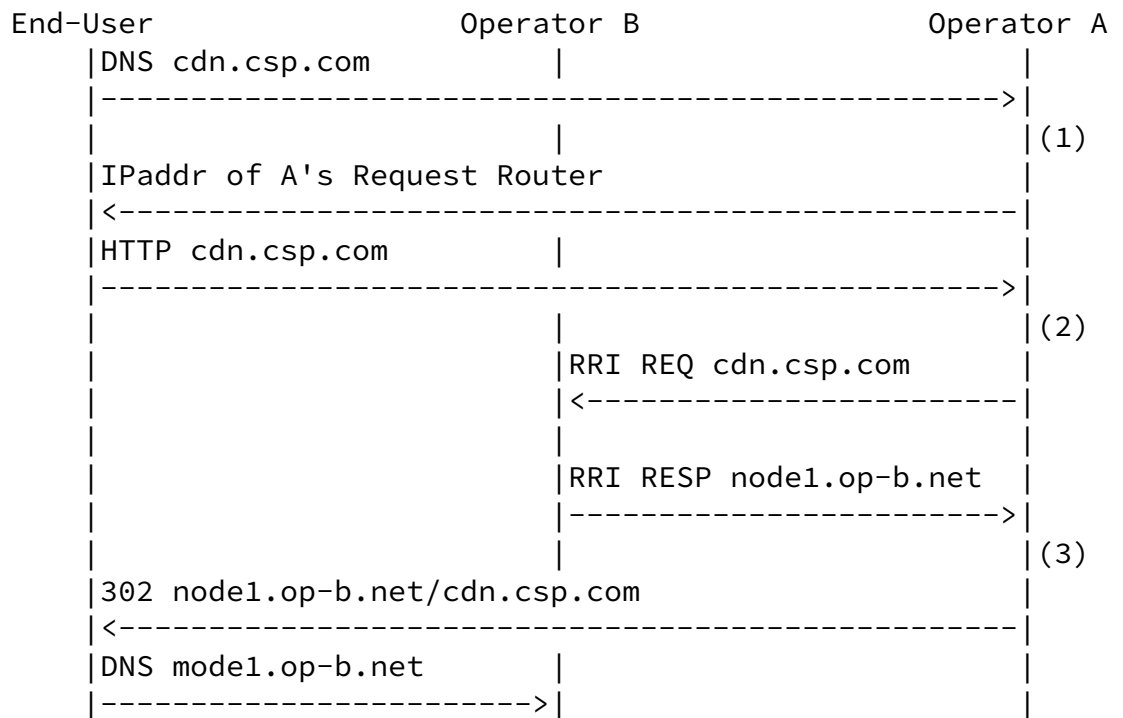 End-User Operator B Operator A
DNS cdn.csp.com
(1)
IPaddr of A's Request Router
HTTP cdn.csp.com
(2)
RRI REQ cdn.csp.com
RRI RESP node1.op-b.net
(3)
302 node1.op-b.net/cdn.csp.com
DNS mode1.op-b.net